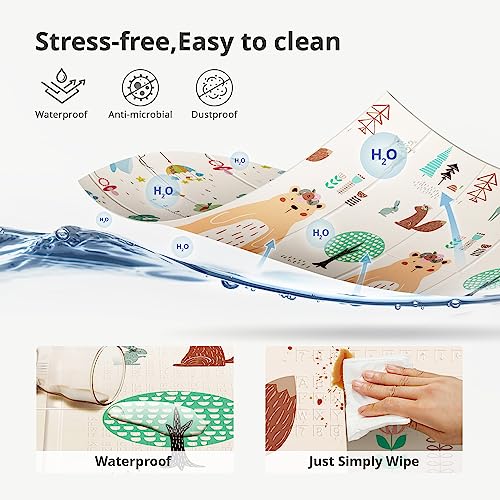 Stress-free,Easy to clean
Waterproof
Anti-microbial
Dustproof
H₂O
H₂O
H₂O
H₂O
H₂O
H₂O
Waterproof
Just Simply Wipe